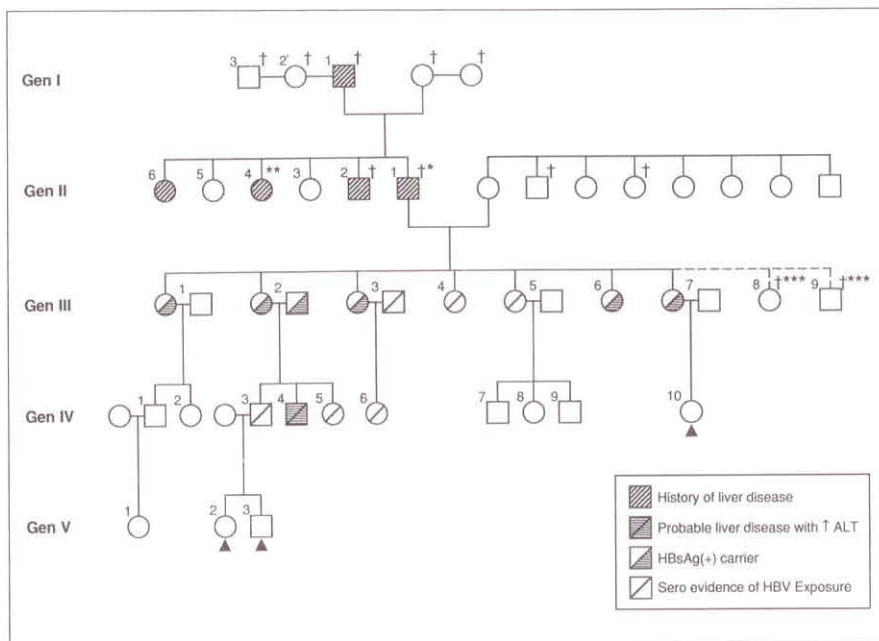 Gen I
3 † 2' † 1 † † †
Gen II
6 5 4 ** 3 2 † 1 †* † †
Gen III
1 2 3 4 5 6 7 8 †*** 9 †***
Gen IV
1 2 3 4 5 6 7 8 9 10
Gen V
1 2 3
History of liver disease
Probable liver disease with ↑ ALT
HBsAg(+) carrier
Sero evidence of HBV Exposure